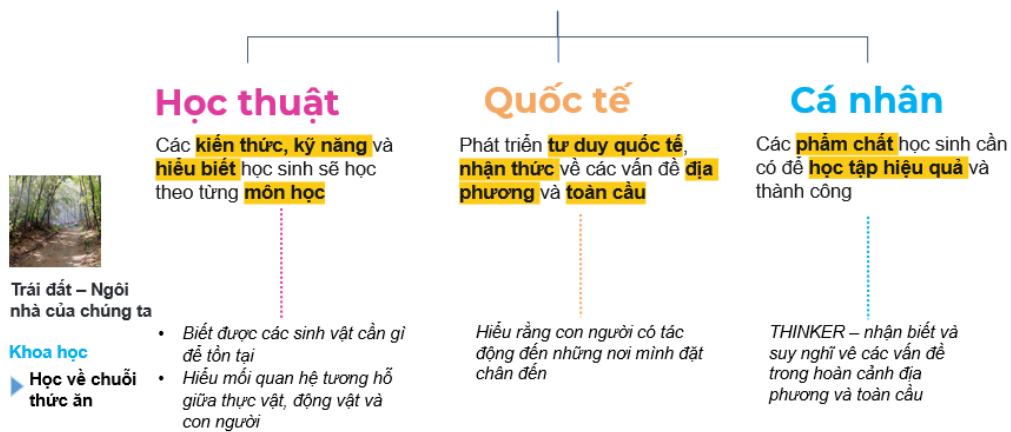 Học thuật
Các kiến thức, kỹ năng và
hiểu biết học sinh sẽ học
theo từng môn học
Quốc tế
Phát triển tư duy quốc tế,
nhận thức về các vấn đề địa
phương và toàn cầu
Cá nhân
Các phẩm chất học sinh cần
có để học tập hiệu quả và
thành công
Trái đất – Ngôi
nhà của chúng ta
Khoa học
Học về chuỗi
thức ăn
• Biết được các sinh vật cần gì
để tồn tại
• Hiểu mối quan hệ tương hỗ
giữa thực vật, động vật và
con người
Hiểu rằng con người có tác
động đến những nơi mình đặt
chân đến
THINKER – nhận biết và
suy nghĩ vê các vấn đề
trong hoàn cảnh địa
phương và toàn cầu